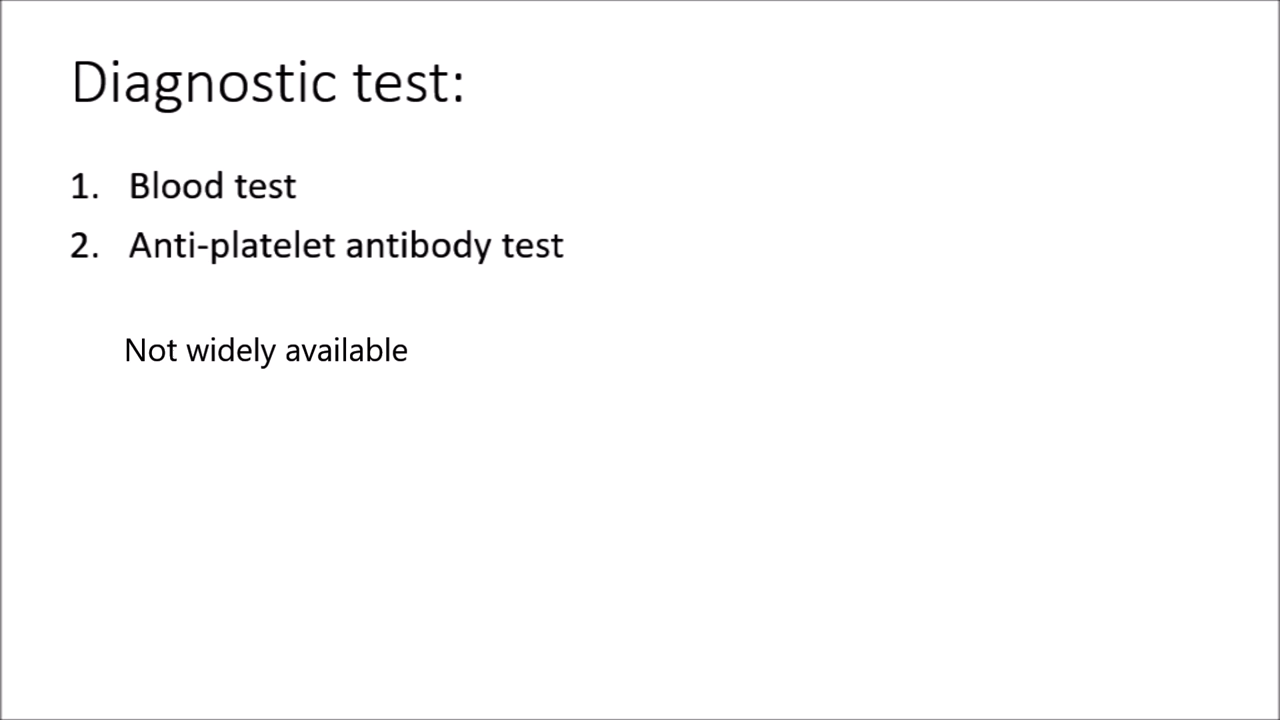 Diagnostic test:
1. Blood test
2. Anti-platelet antibody test
Not widely available